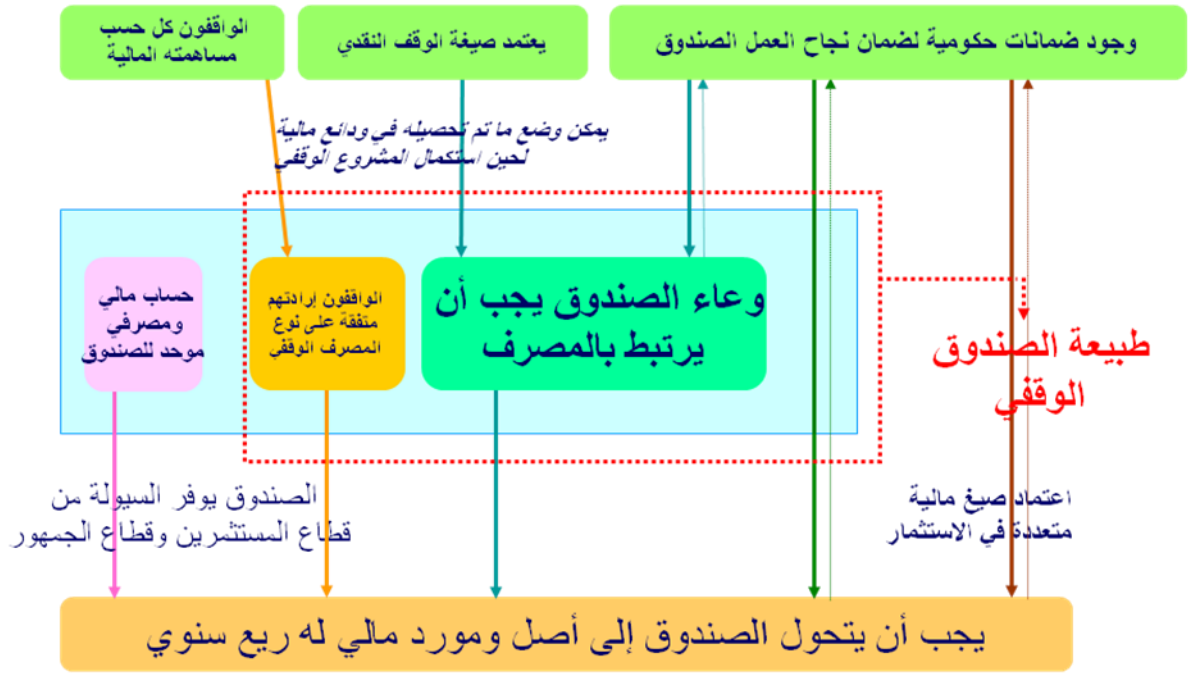 وجود ضمانات حكومية لضمان نجاح العمل الصندوق
يعتمد صيغة الوقف النقدي
الواقفون كل حسب
مساهمته المالية
يمكن وضع ما تم تحصيله في ودائع مالية
لحين استكمال المشروع الوقفي
وعاء الصندوق يجب أن
يرتبط بالمصرف
الواقفون إرادتهم
متفقة على نوع
المصرف الوقفي
حساب مالي
ومصرفي
موحد للصندوق
طبيعة الصندوق
الوقفي
اعتماد صيغ مالية
متعددة في الاستثمار
الصندوق يوفر السيولة من
قطاع المستثمرين وقطاع الجمهور
يجب أن يتحول الصندوق إلى أصل ومورد مالي له ريع سنوي